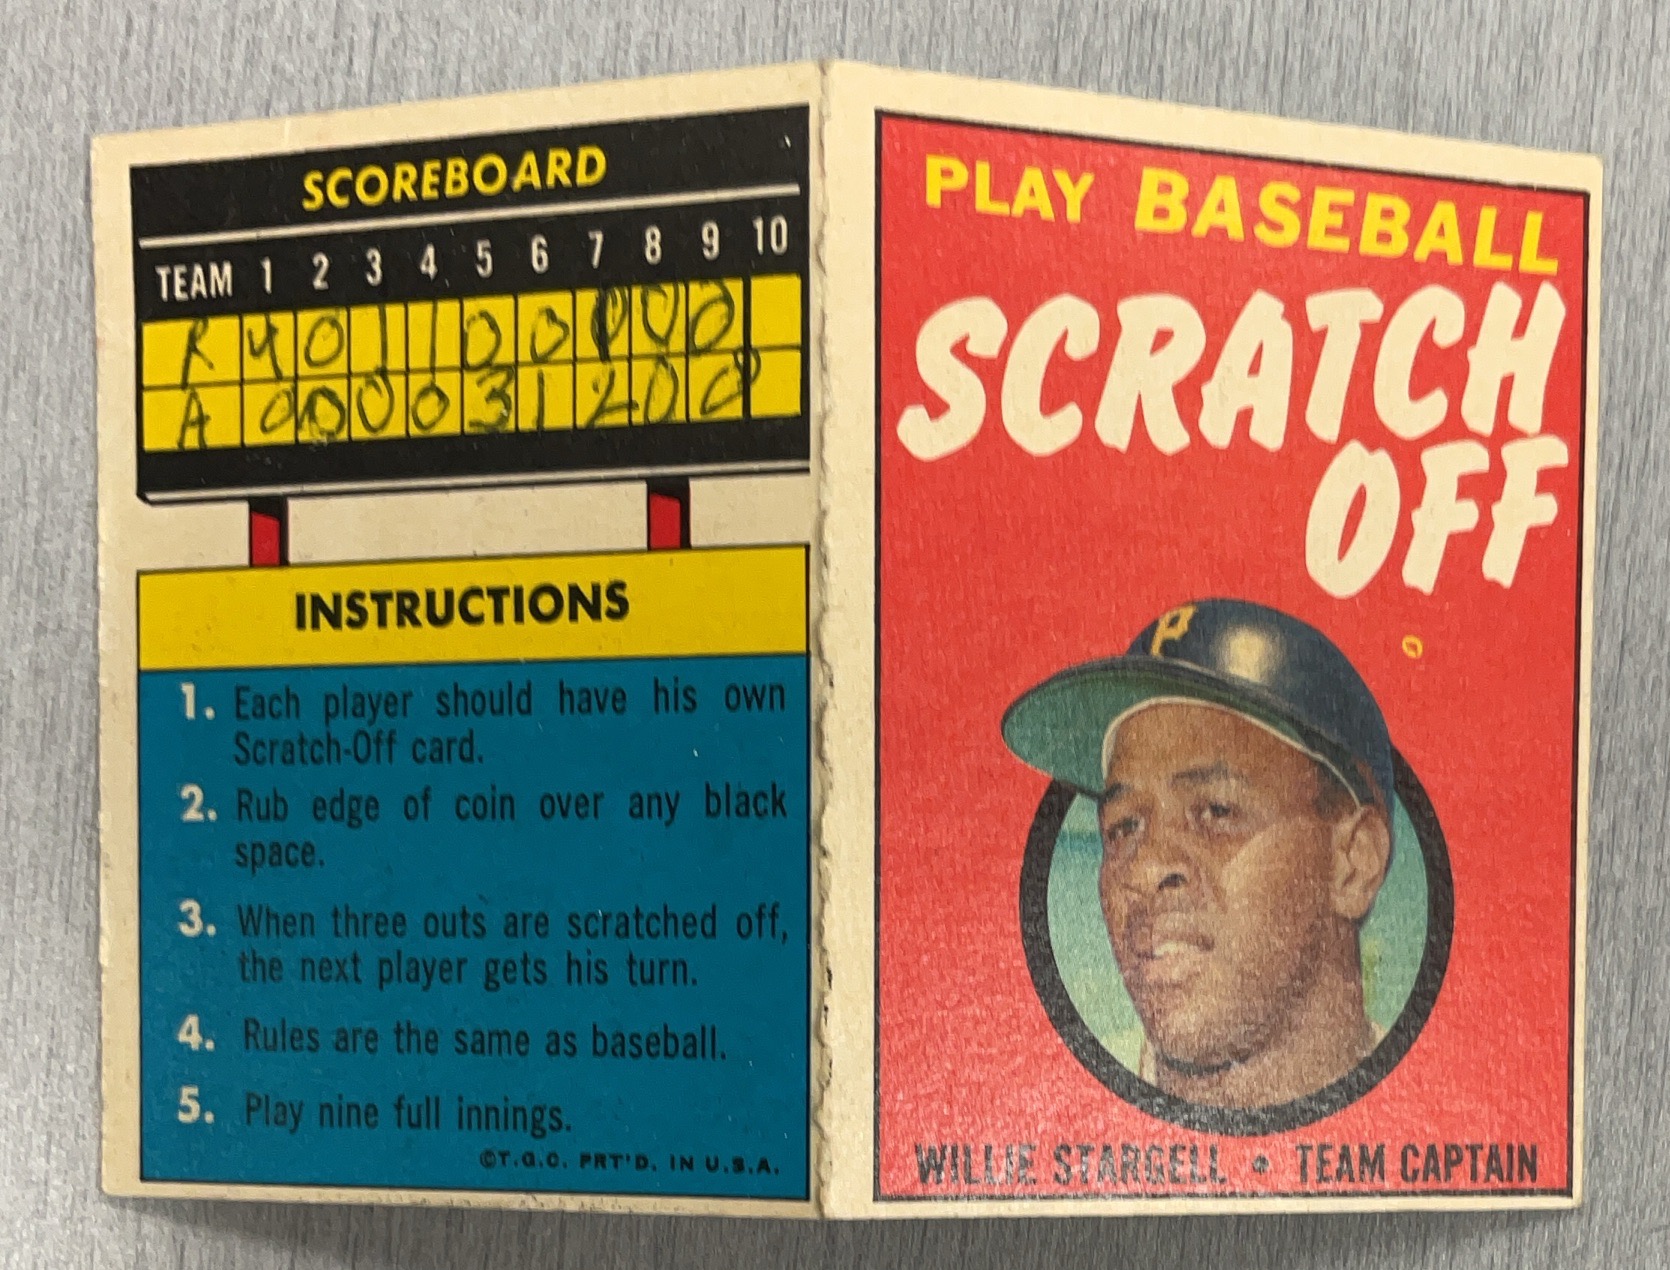 SCOREBOARD
TEAM 1 2 3 4 5 6 7 8 9 10
R 4 0 1 1 0 0 0 0 0
A 0 0 0 0 3 1 2 0 0
INSTRUCTIONS
1. Each player should have his own
Scratch-Off card.
2. Rub edge of coin over any black
space.
3. When three outs are scratched off,
the next player gets his turn.
4. Rules are the same as baseball.
5. Play nine full innings.
©T.G.C. PRT'D. IN U.S.A.
PLAY BASEBALL
SCRATCH
OFF
P
WILLIE STARGELL • TEAM CAPTAIN